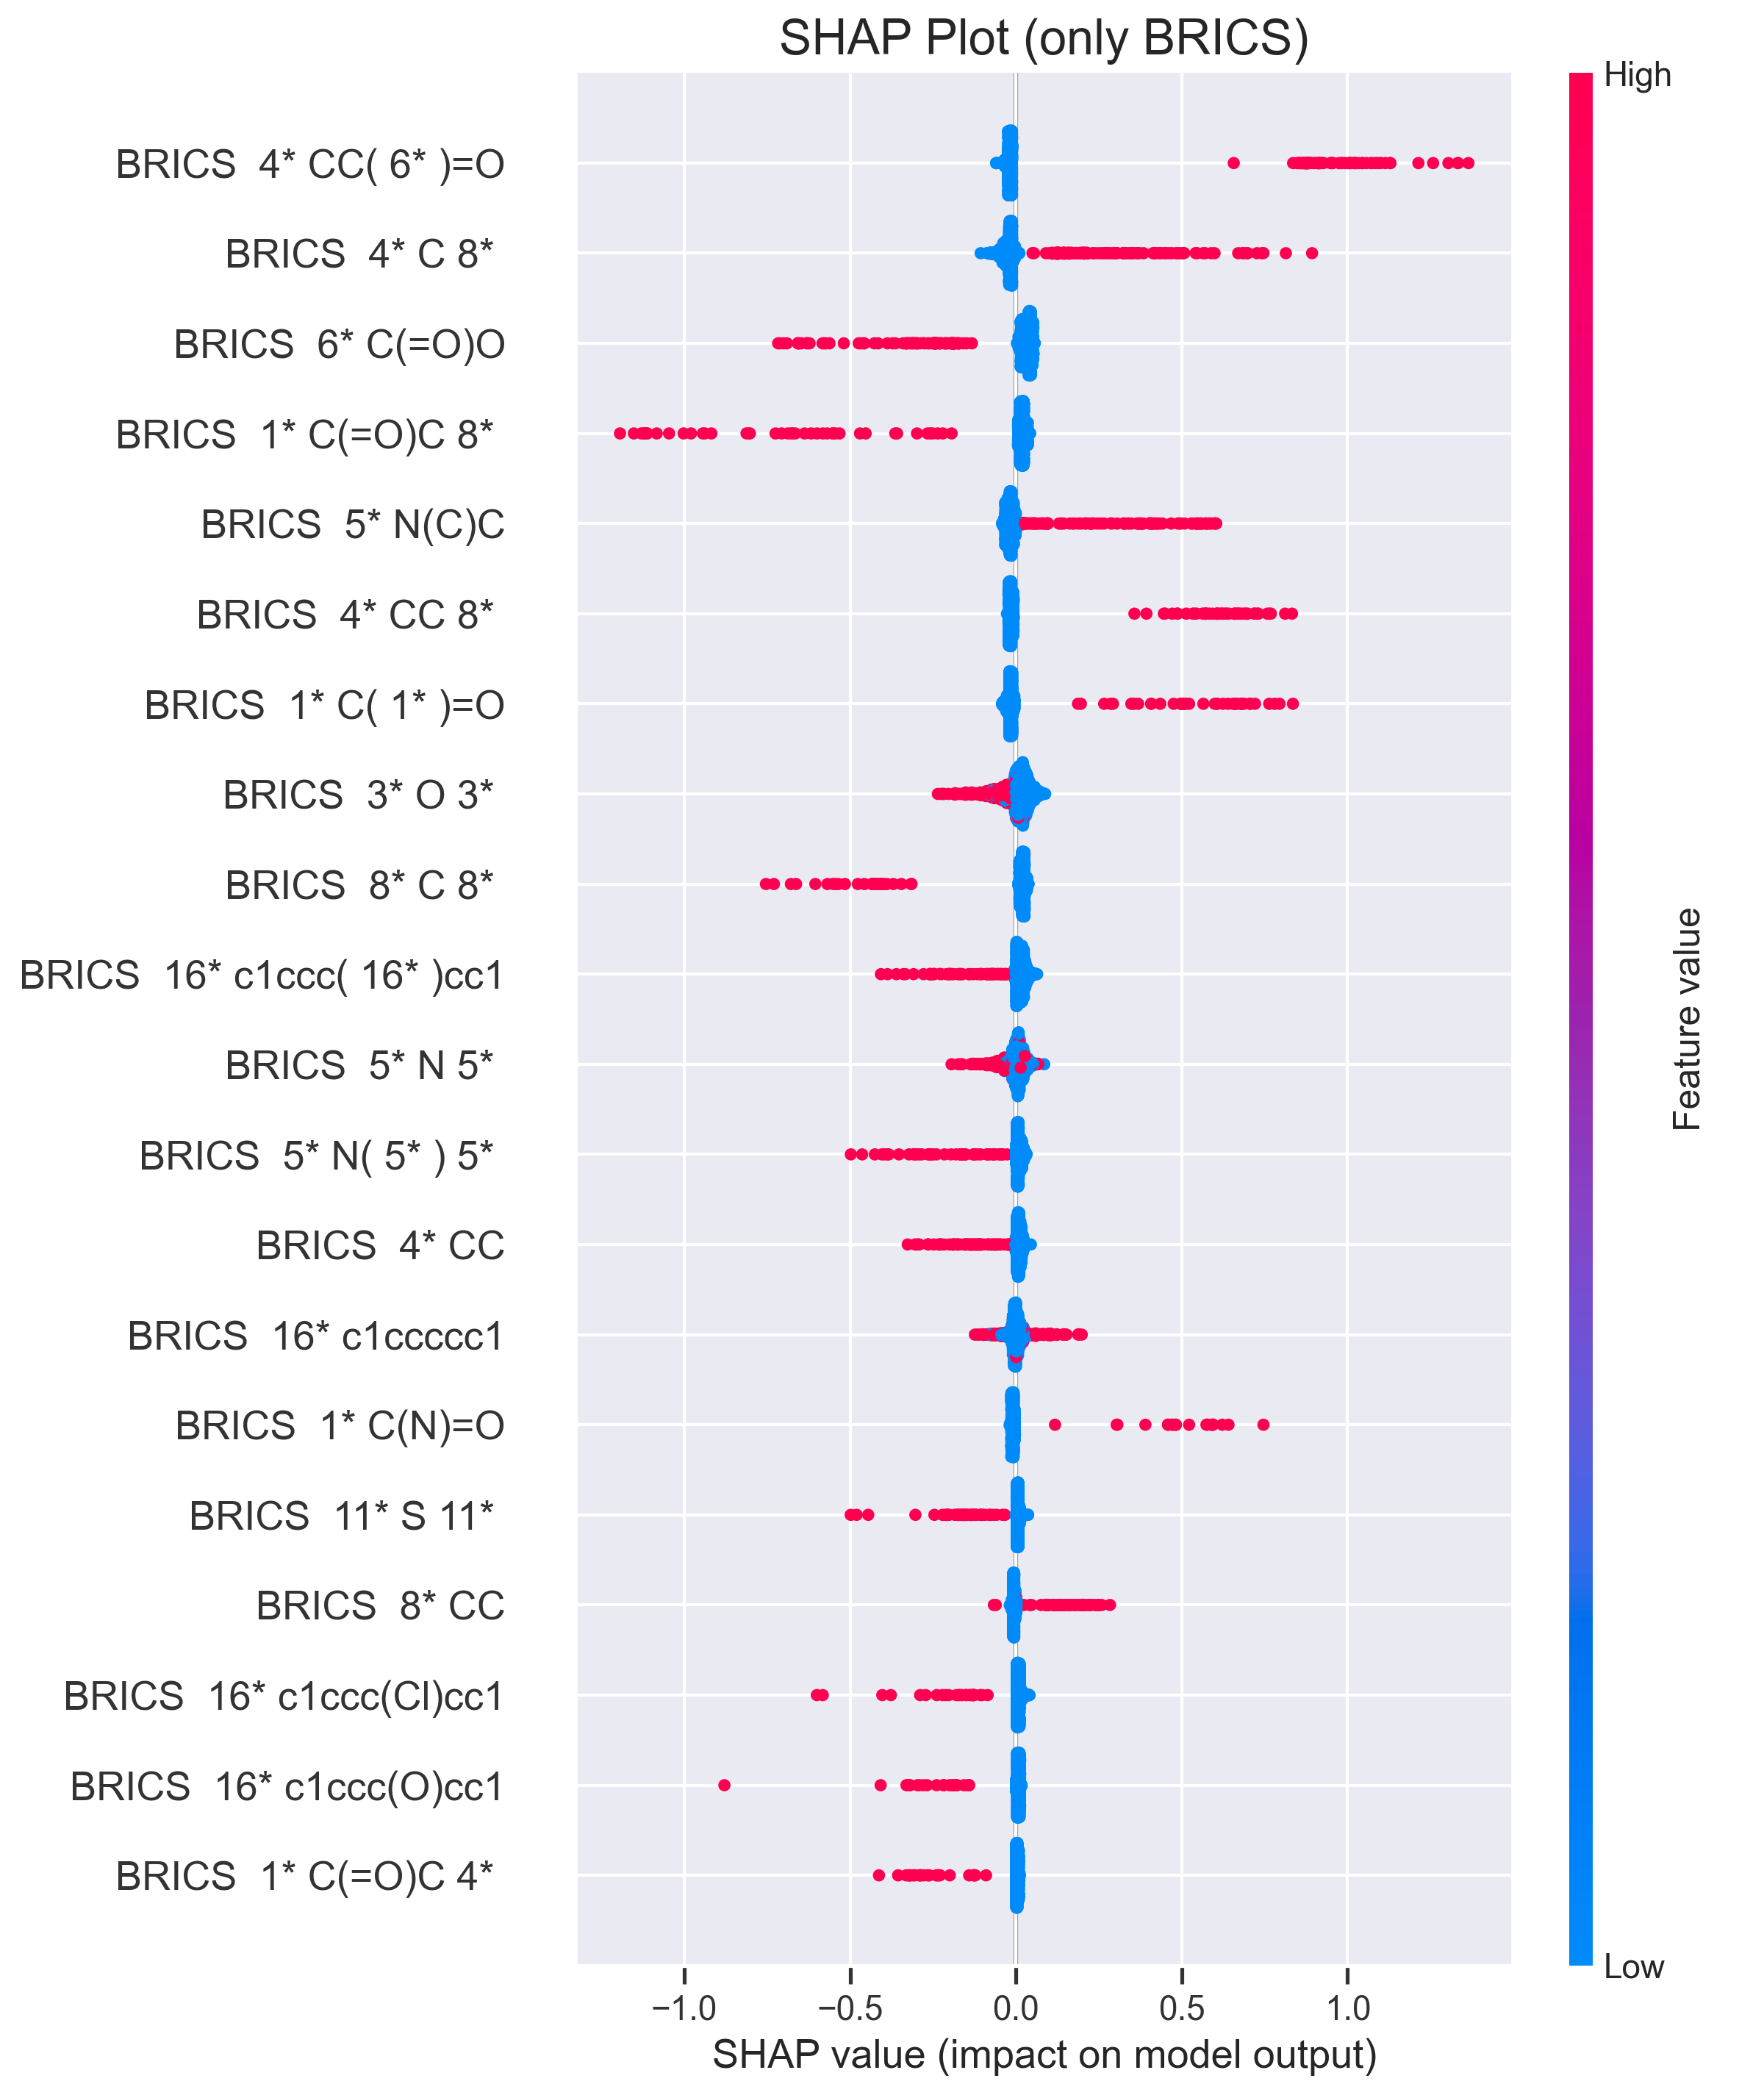 SHAP Plot (only BRICS)
High
BRICS 4* CC( 6* )=O
BRICS 4* C 8*
BRICS 6* C(=O)O
BRICS 1* C(=O)C 8*
BRICS 5* N(C)C
BRICS 4* CC 8*
BRICS 1* C( 1* )=O
BRICS 3* O 3*
BRICS 8* C 8*
BRICS 16* c1ccc( 16* )cc1
BRICS 5* N 5*
BRICS 5* N( 5* ) 5*
BRICS 4* CC
BRICS 16* c1ccccc1
BRICS 1* C(N)=O
BRICS 11* S 11*
BRICS 8* CC
BRICS 16* c1ccc(Cl)cc1
BRICS 16* c1ccc(O)cc1
BRICS 1* C(=O)C 4*
Feature value
Low
−1.0 −0.5 0.0 0.5 1.0
SHAP value (impact on model output)